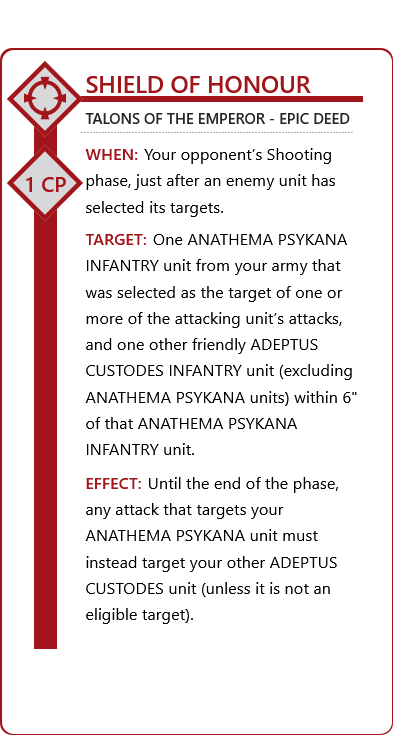 SHIELD OF HONOUR
TALONS OF THE EMPEROR - EPIC DEED
1 CP
WHEN: Your opponent’s Shooting
phase, just after an enemy unit has
selected its targets.
TARGET: One ANATHEMA PSYKANA
INFANTRY unit from your army that
was selected as the target of one or
more of the attacking unit’s attacks,
and one other friendly ADEPTUS
CUSTODES INFANTRY unit (excluding
ANATHEMA PSYKANA units) within 6"
of that ANATHEMA PSYKANA
INFANTRY unit.
EFFECT: Until the end of the phase,
any attack that targets your
ANATHEMA PSYKANA unit must
instead target your other ADEPTUS
CUSTODES unit (unless it is not an
eligible target).